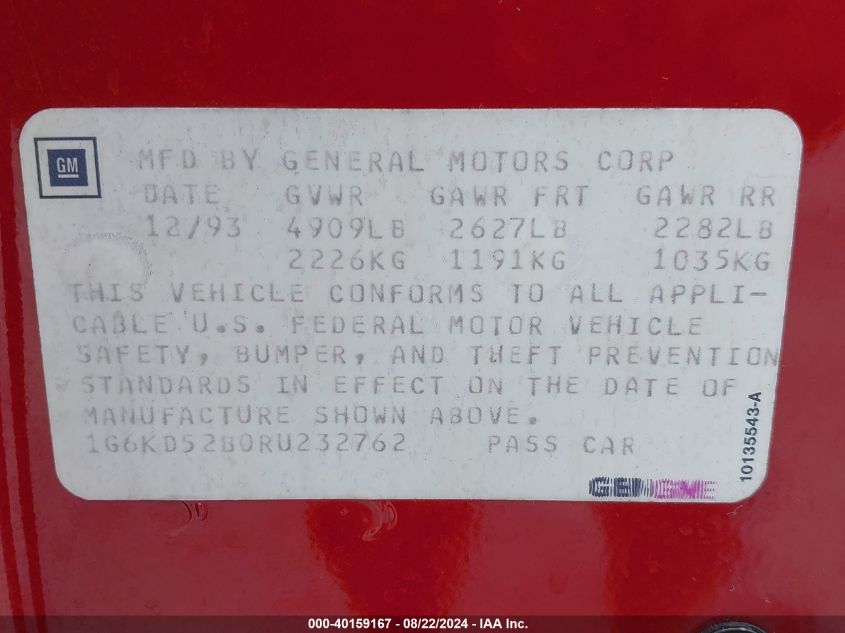 GM
MFD BY GENERAL MOTORS CORP
DATE GVWR GAWR FRT GAWR RR
12/93 4909LB 2627LB 2282LB
2226KG 1191KG 1035KG
THIS VEHICLE CONFORMS TO ALL APPLI-
CABLE U.S. FEDERAL MOTOR VEHICLE
SAFETY, BUMPER, AND THEFT PREVENTION
STANDARDS IN EFFECT ON THE DATE OF
MANUFACTURE SHOWN ABOVE.
1G6KD52B0RU232762 PASS CAR
10135543-A
000-40159167 - 08/22/2024 - IAA Inc.